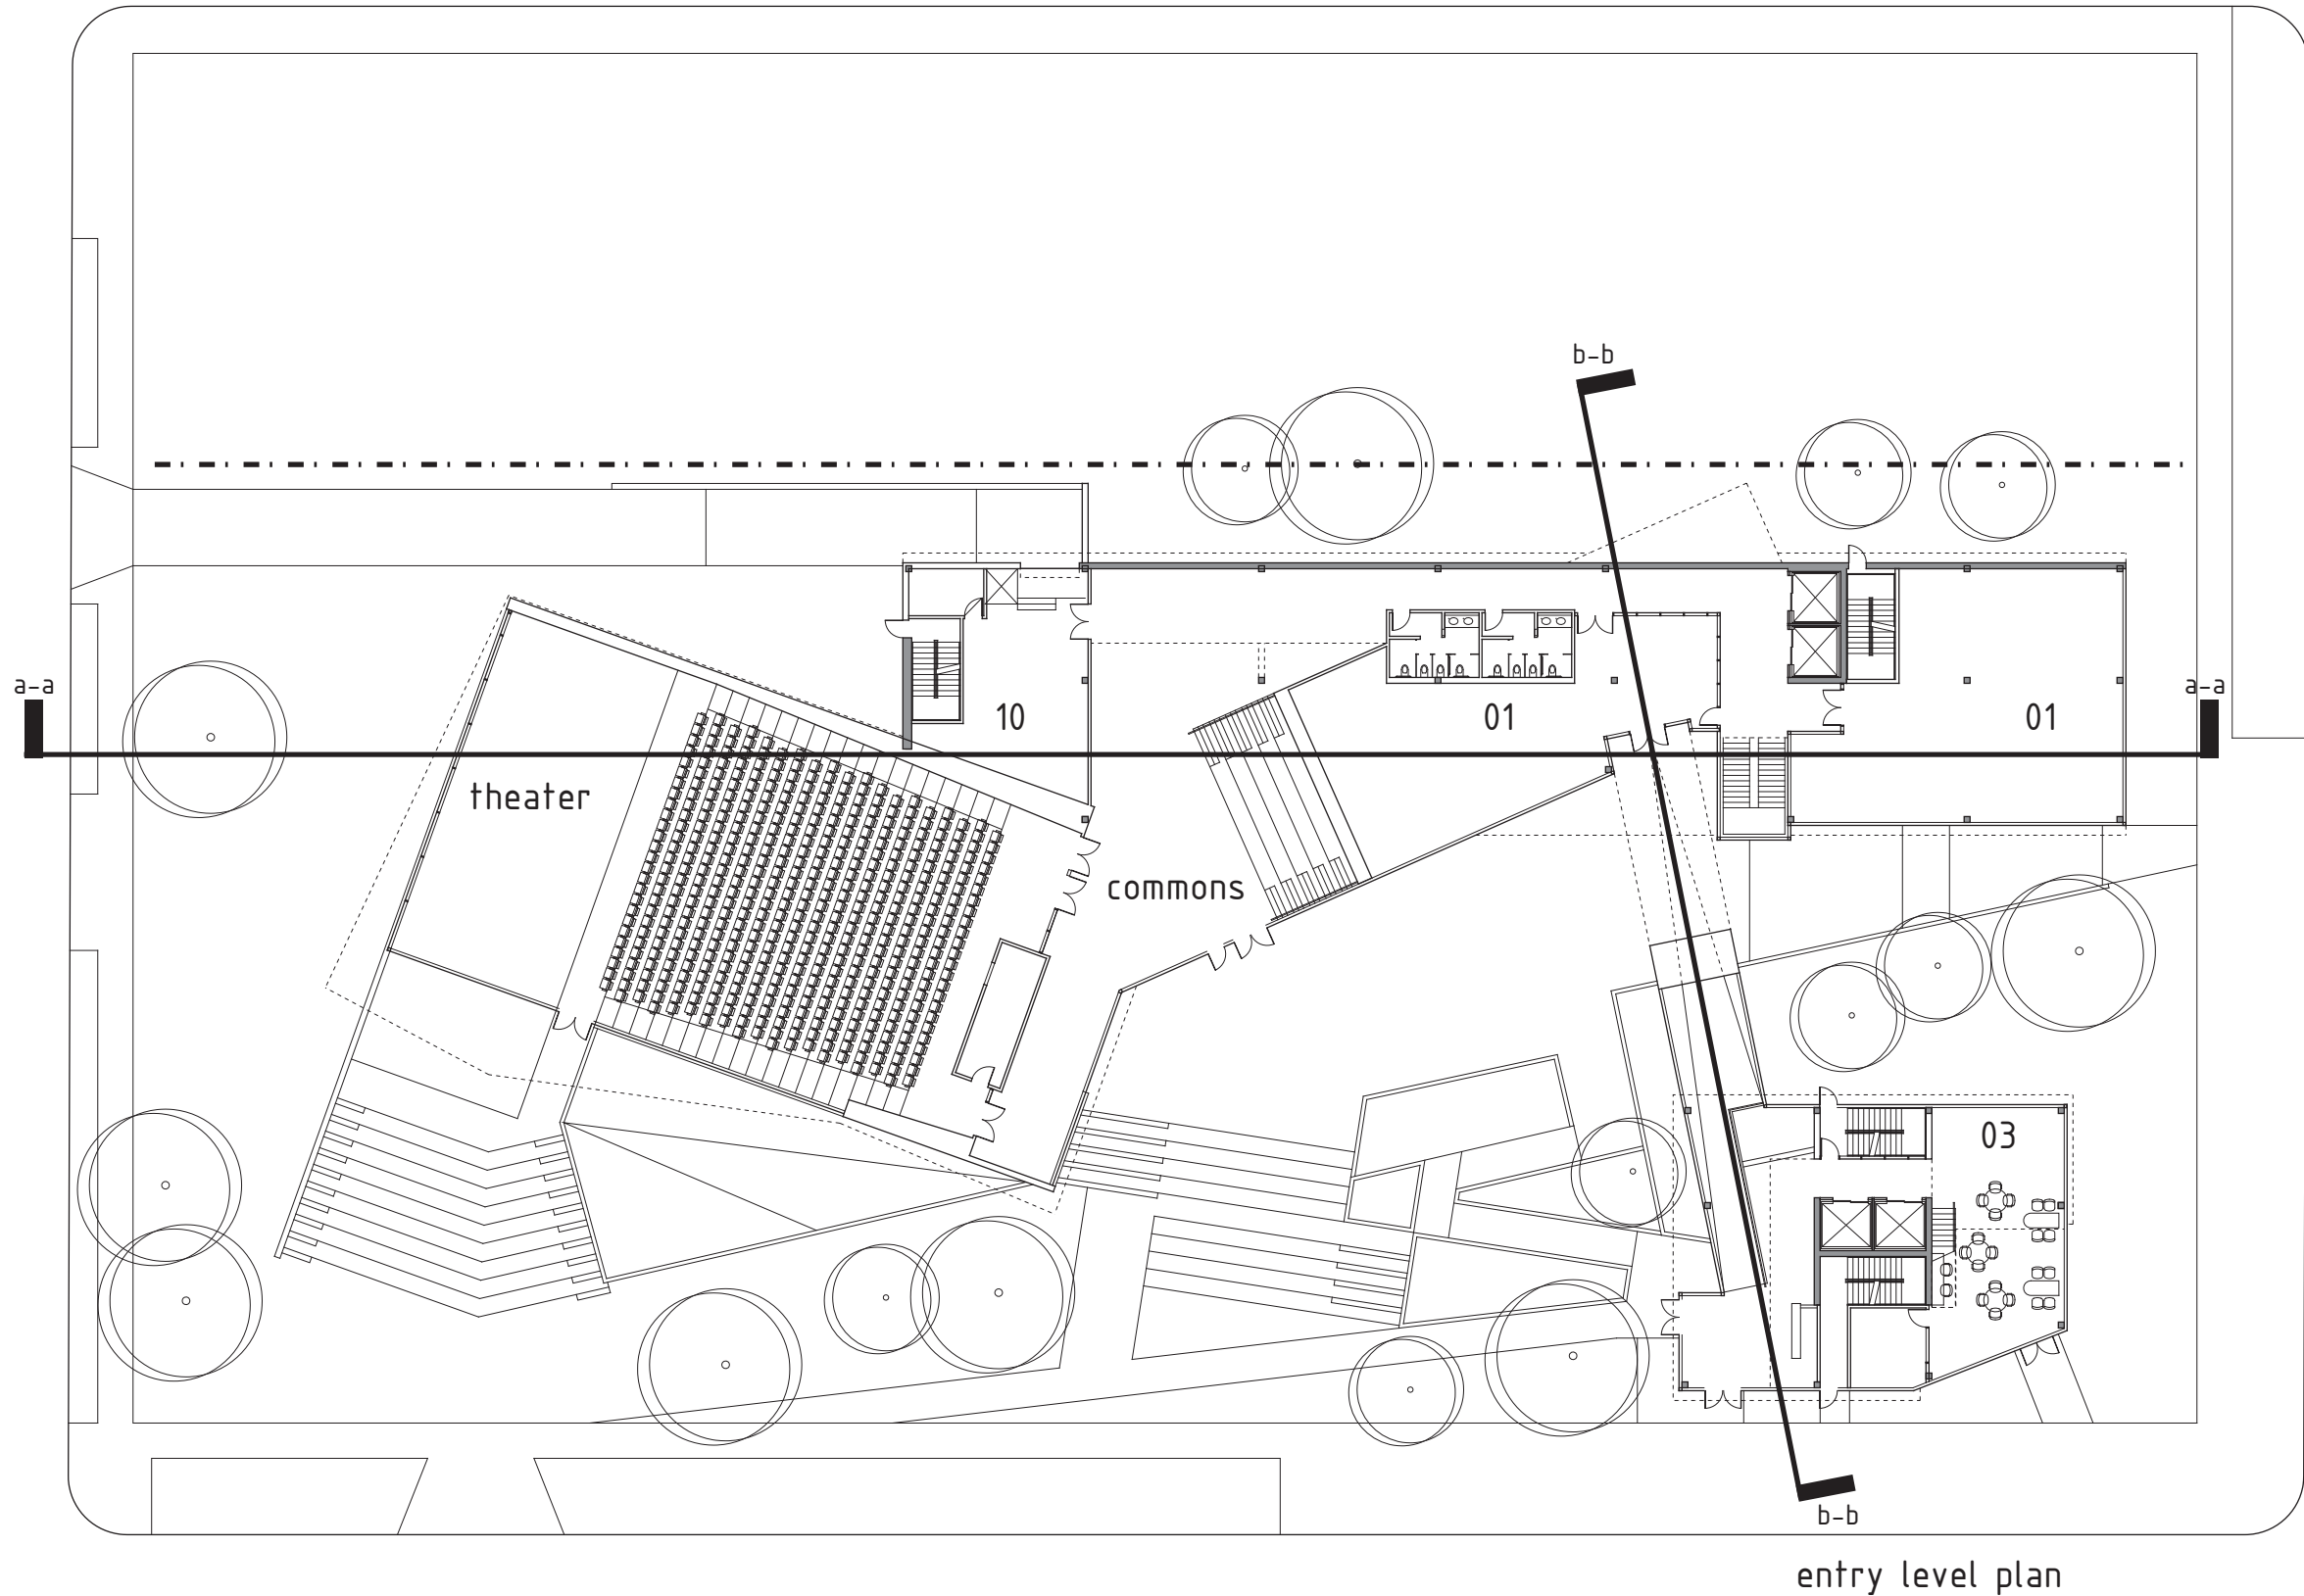 b-b
a-a
a-a
10
01
01
theater
commons
03
b-b
entry level plan